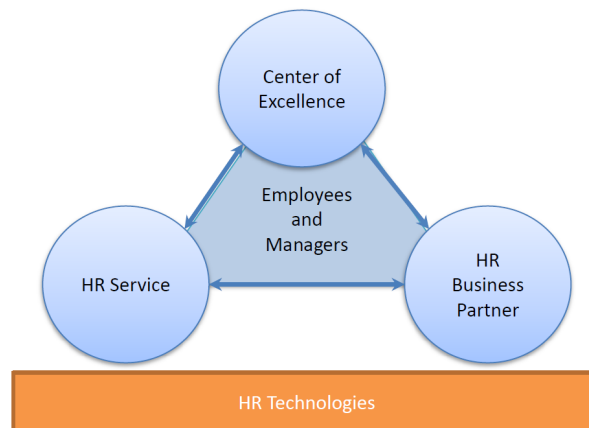 Center of
Excellence
Employees
and
Managers
HR Service
HR
Business
Partner
HR Technologies